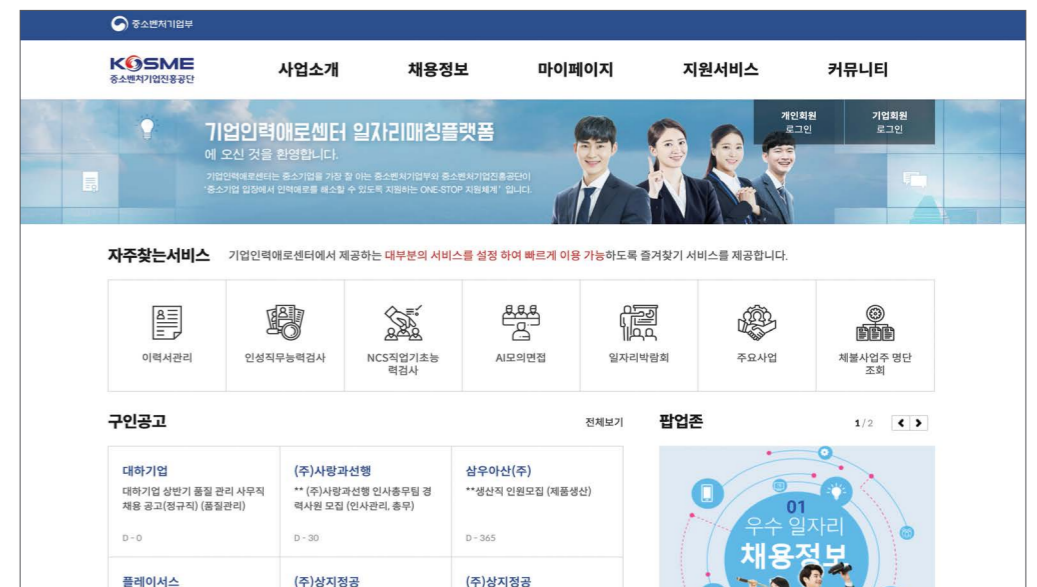 중소벤처기업부
KOSME
중소벤처기업진흥공단
사업소개 채용정보 마이페이지 지원서비스 커뮤니티
기업인력애로센터 일자리매칭플랫폼
에 오신 것을 환영합니다.
기업인력애로센터는 중소기업을 가장 잘 아는 중소벤처기업부와 중소벤처기업진흥공단이
'중소기업 입장에서 인력애로를 해소할 수 있도록 지원하는 ONE-STOP 지원체계' 입니다.
개인회원 기업회원
로그인 로그인
자주찾는서비스 기업인력애로센터에서 제공하는 대부분의 서비스를 설정 하여 빠르게 이용 가능하도록 즐겨찾기 서비스를 제공합니다.
이력서관리
인성직무능력검사
NCS직업기초능
력검사
AI모의면접
일자리박람회
주요사업
체불사업주 명단
조회
구인공고 전체보기
대하기업
대하기업 상반기 품질 관리 사무직
채용 공고(정규직) (품질관리)
D - 0
(주)사랑과선행
** (주)사랑과선행 인사총무팀 경
력사원 모집 (인사관리, 총무)
D - 30
삼우아산(주)
**생산직 인원모집 (제품생산)
D - 365
플레이서스
(주)상지정공
(주)상지정공
팝업존 1 / 2
01
우수 일자리
채용정보